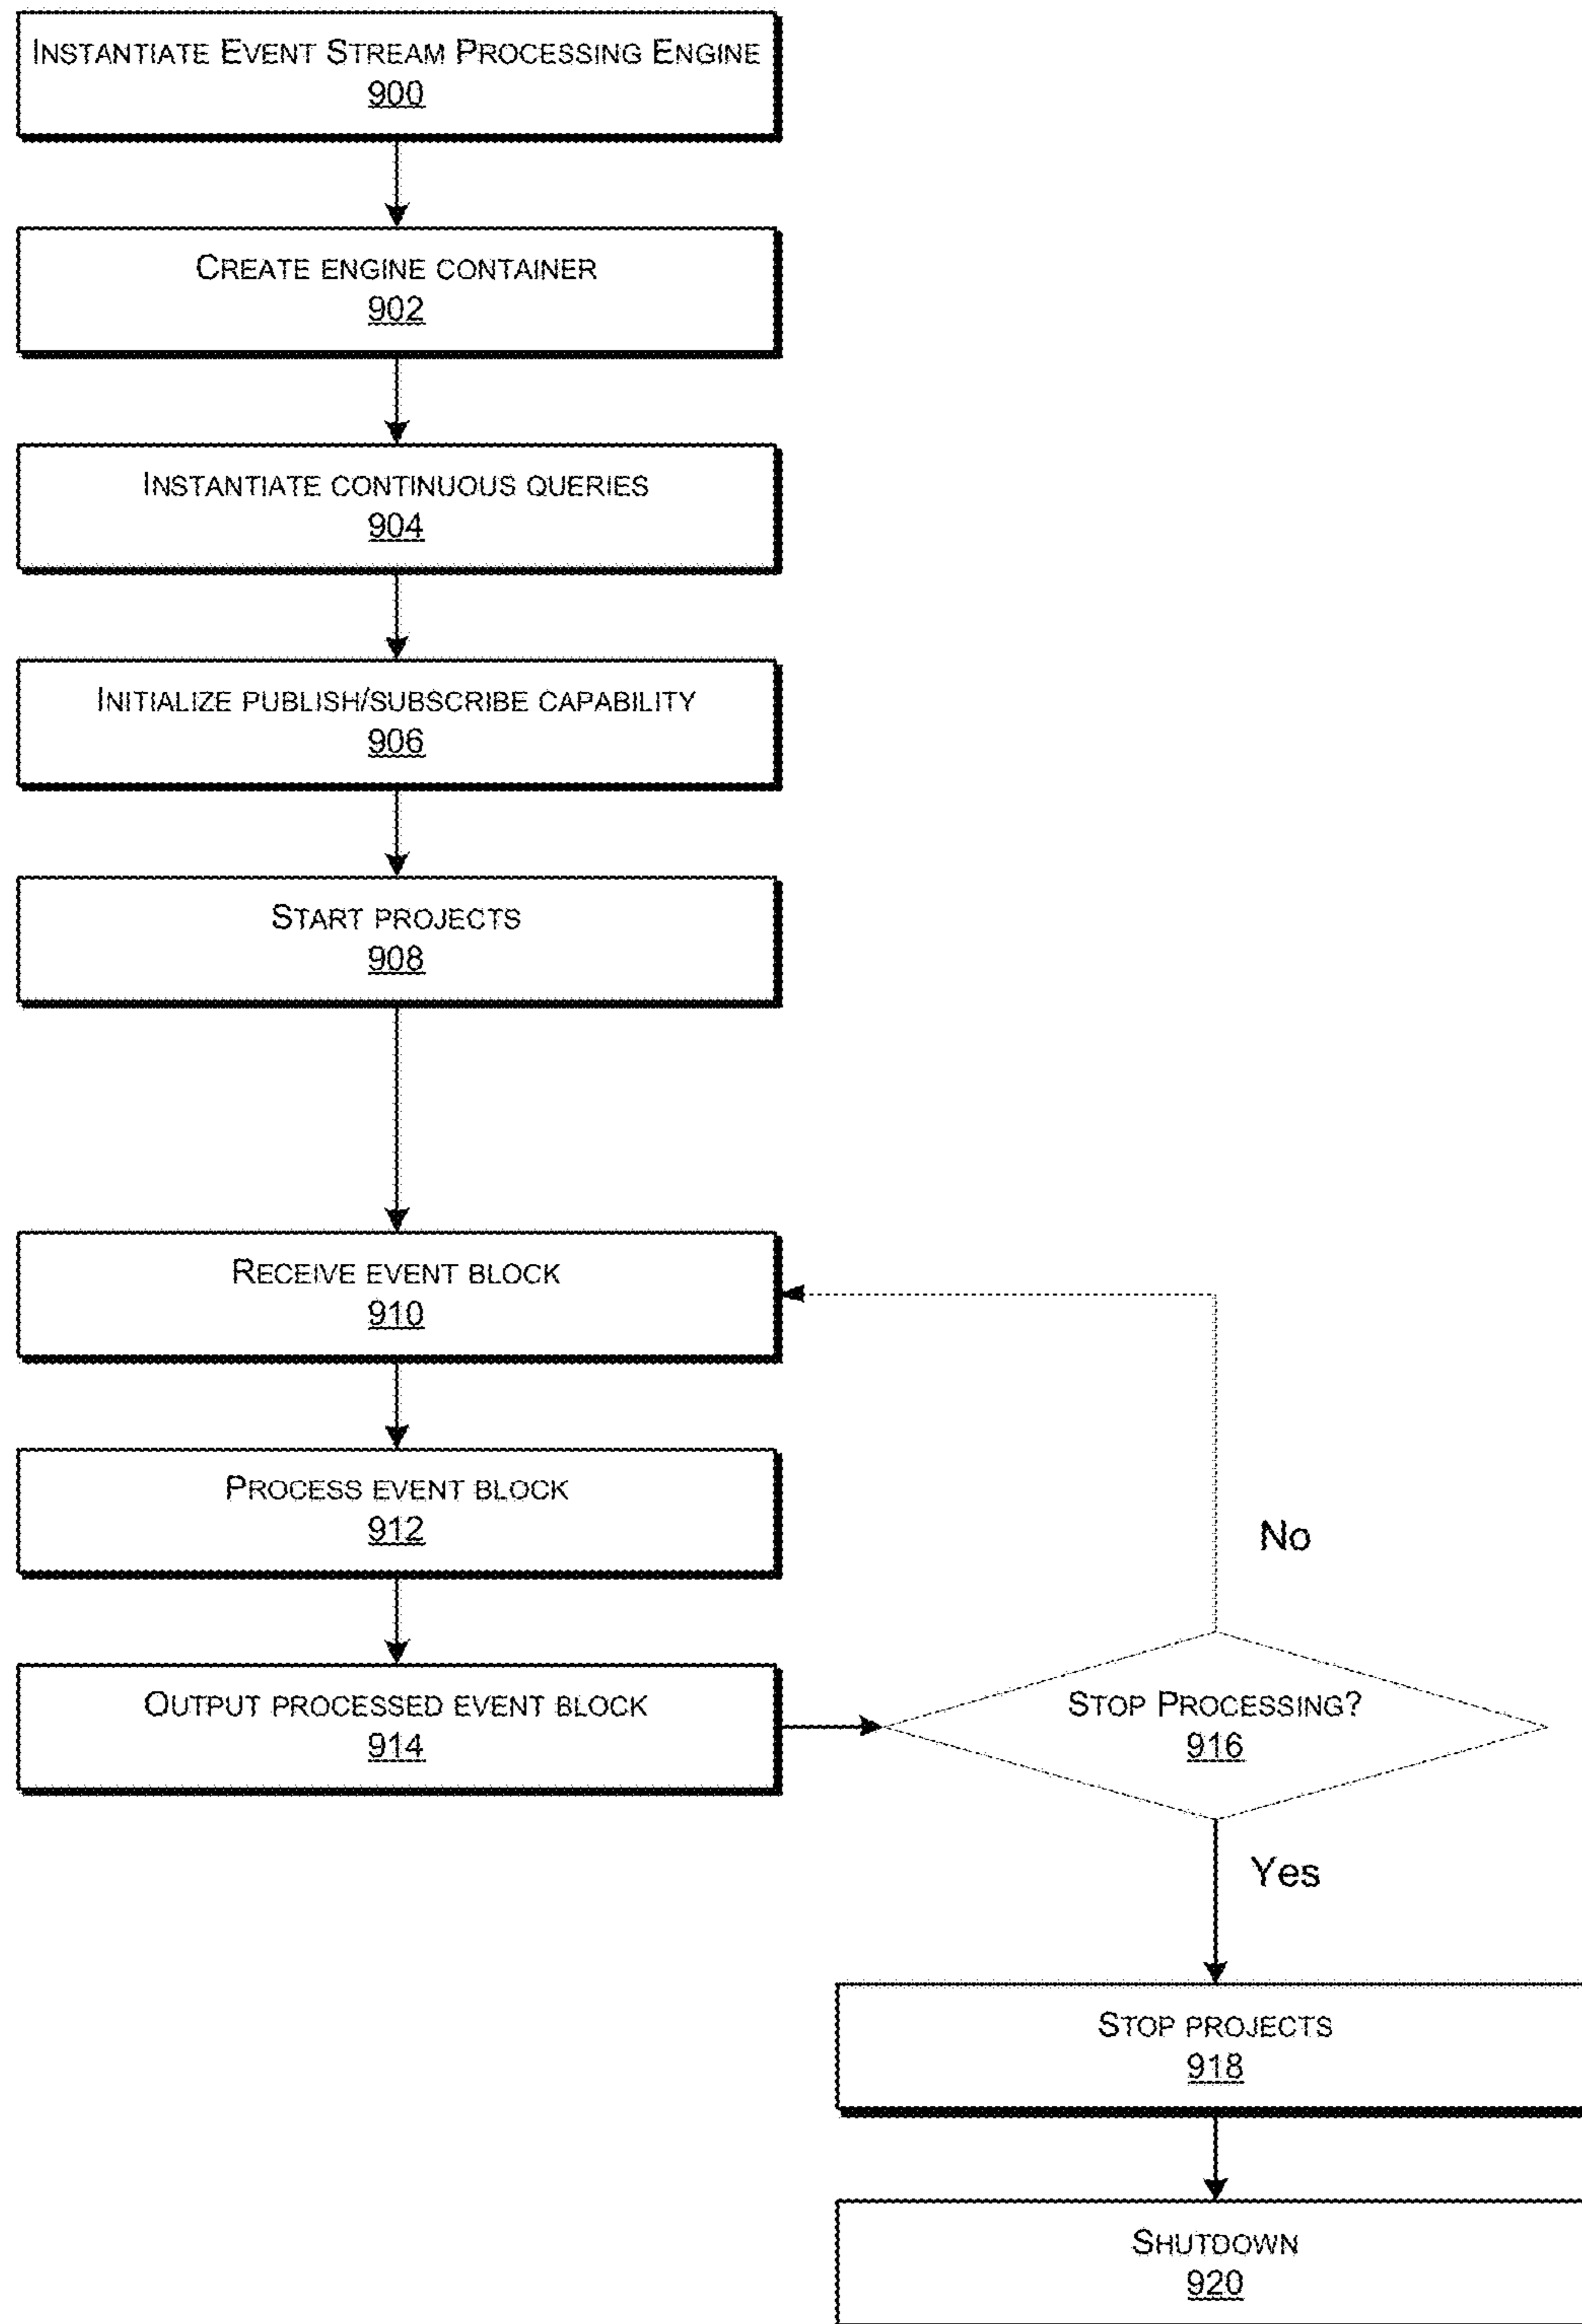 INSTANTIATE EVENT STREAM PROCESSING ENGINE
900
CREATE ENGINE CONTAINER
902
INSTANTIATE CONTINUOUS QUERIES
904
INITIALIZE PUBLISH/SUBSCRIBE CAPABILITY
906
START PROJECTS
908
RECEIVE EVENT BLOCK
910
PROCESS EVENT BLOCK
912
No
OUTPUT PROCESSED EVENT BLOCK
914
STOP PROCESSING?
916
Yes
STOP PROJECTS
918
SHUTDOWN
920